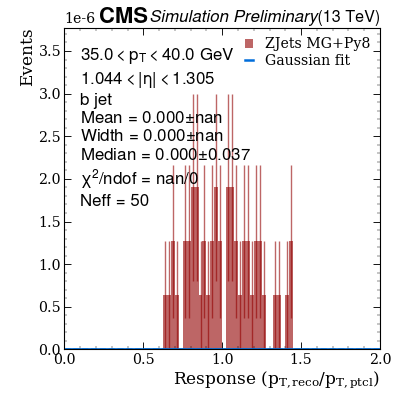 1e-6 CMS Simulation Preliminary (13 TeV)
Events
35.0 < p_T < 40.0 GeV
1.044 < |η| < 1.305
b jet
Mean = 0.000±nan
Width = 0.000±nan
Median = 0.000±0.037
χ²/ndof = nan/0
Neff = 50
ZJets MG+Py8
Gaussian fit
3.5
3.0
2.5
2.0
1.5
1.0
0.5
0.0
0.0 0.5 1.0 1.5 2.0
Response (p_T,reco/p_T,ptcl)